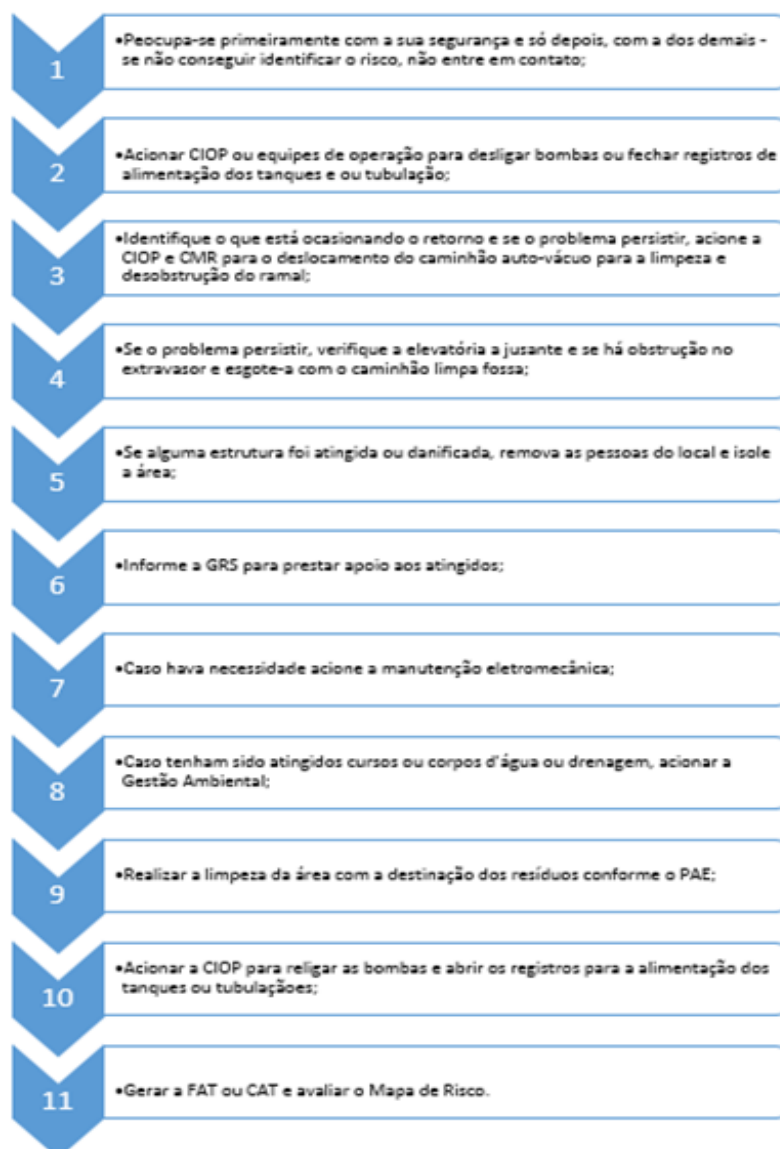 1
•Peocupa-se primeiramente com a sua segurança e só depois, com a dos demais -
se não conseguir identificar o risco, não entre em contato;
2
•Acionar CIOP ou equipes de operação para desligar bombas ou fechar registros de
alimentação dos tanques e ou tubulação;
3
•Identifique o que está ocasionando o retorno e se o problema persistir, acione a
CIOP e CMR para o deslocamento do caminhão auto-vácuo para a limpeza e
desobstrução do ramal;
4
•Se o problema persistir, verifique a elevatória a jusante e se há obstrução no
extravasor e esgote-a com o caminhão limpa fossa;
5
•Se alguma estrutura foi atingida ou danificada, remova as pessoas do local e isole
a área;
6
•Informe a GRS para prestar apoio aos atingidos;
7
•Caso hava necessidade acione a manutenção eletromecânica;
8
•Caso tenham sido atingidos cursos ou corpos d'água ou drenagem, acionar a
Gestão Ambiental;
9
•Realizar a limpeza da área com a destinação dos resíduos conforme o PAE;
10
•Acionar a CIOP para religar as bombas e abrir os registros para a alimentação dos
tanques ou tubulaçãoes;
11
•Gerar a FAT ou CAT e avaliar o Mapa de Risco.